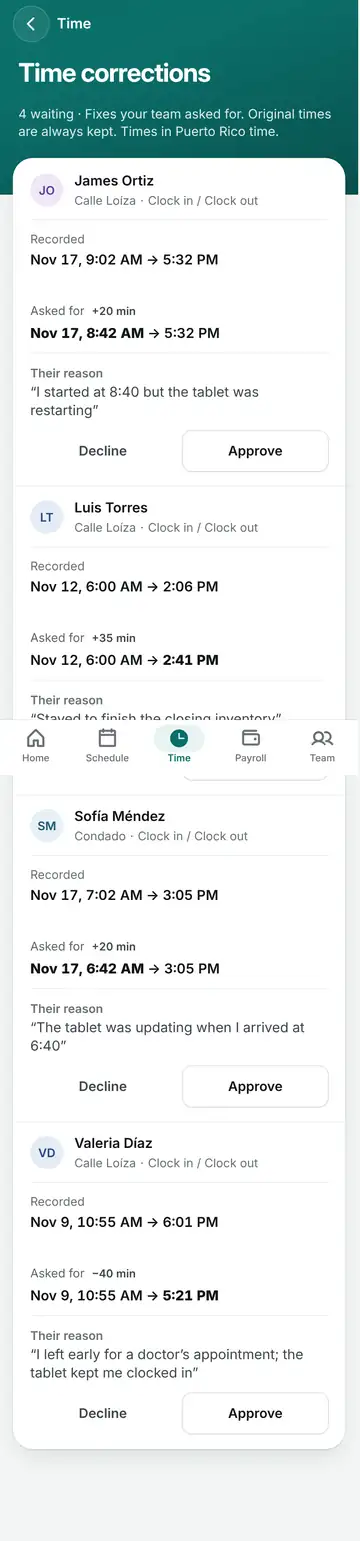 Time
Time corrections
4 waiting · Fixes your team asked for. Original times
are always kept. Times in Puerto Rico time.
JO
James Ortiz
Calle Loíza · Clock in / Clock out
Recorded
Nov 17, 9:02 AM → 5:32 PM
Asked for +20 min
Nov 17, 8:42 AM → 5:32 PM
Their reason
“I started at 8:40 but the tablet was
restarting”
Decline
Approve
LT
Luis Torres
Calle Loíza · Clock in / Clock out
Recorded
Nov 12, 6:00 AM → 2:06 PM
Asked for +35 min
Nov 12, 6:00 AM → 2:41 PM
Their reason
“Stayed to finish the closing inventory”
Home
Schedule
Time
Payroll
Team
SM
Sofía Méndez
Condado · Clock in / Clock out
Recorded
Nov 17, 7:02 AM → 3:05 PM
Asked for +20 min
Nov 17, 6:42 AM → 3:05 PM
Their reason
“The tablet was updating when I arrived at
6:40”
Decline
Approve
VD
Valeria Díaz
Calle Loíza · Clock in / Clock out
Recorded
Nov 9, 10:55 AM → 6:01 PM
Asked for −40 min
Nov 9, 10:55 AM → 5:21 PM
Their reason
“I left early for a doctor’s appointment; the
tablet kept me clocked in”
Decline
Approve